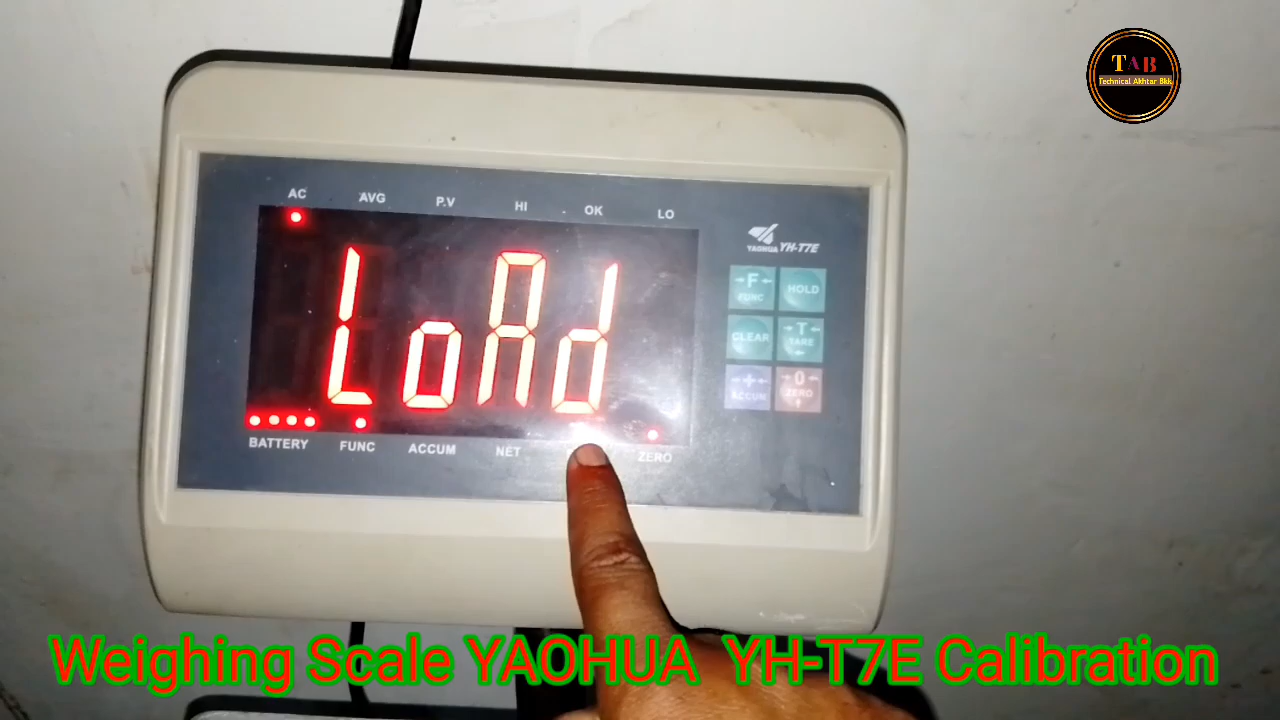 TAB
Technical Akhtar Bkk
AC AVG P.V HI OK LO
LoAd
BATTERY FUNC ACCUM NET ZERO
YAOHUA YH-T7E
F HOLD
FUNC
CLEAR T
TARE
ACCUM 0
ZERO
Weighing Scale YAOHUA YH-T7E Calibration